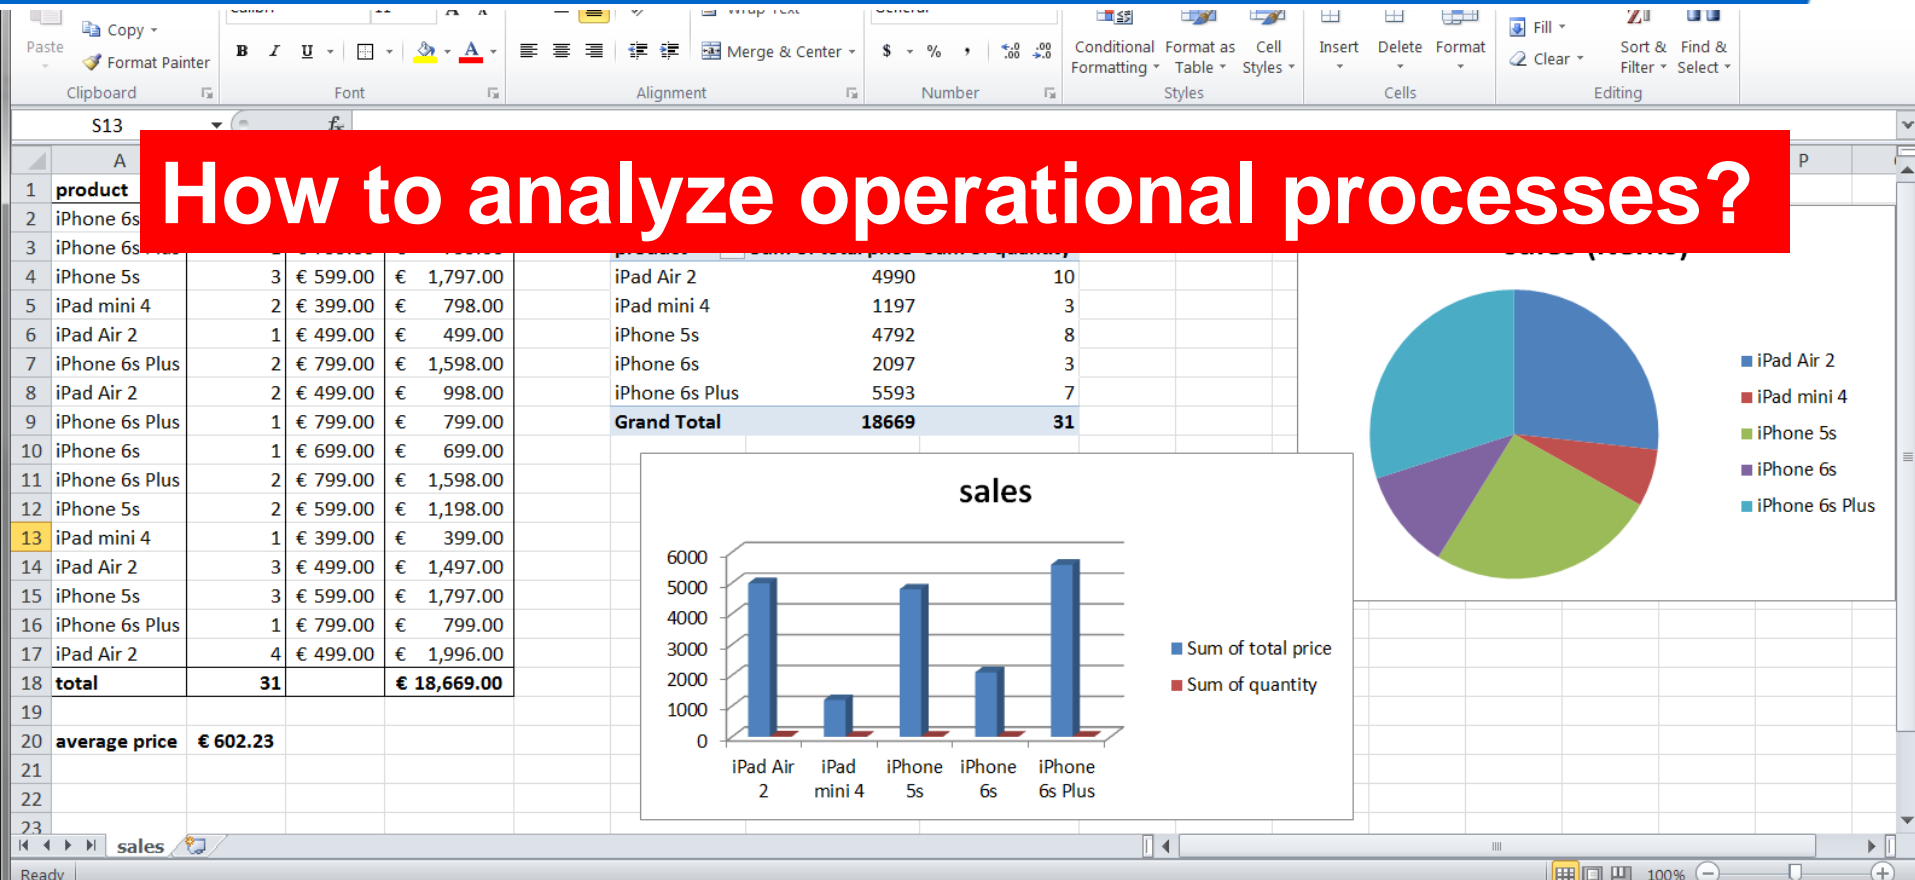 Wrap Text
Paste
Copy
Format Painter
B I U
A
Merge & Center
$ % ,
Conditional Formatting
Format as Table
Cell Styles
Insert
Delete
Format
Fill
Clear
Sort & Filter
Find & Select
Clipboard
Font
Alignment
Number
Styles
Cells
Editing
S13
How to analyze operational processes?
A P
1 product
2 iPhone 6s
3 iPhone 6s Plus
4 iPhone 5s 3 € 599.00 € 1,797.00
5 iPad mini 4 2 € 399.00 € 798.00
6 iPad Air 2 1 € 499.00 € 499.00
7 iPhone 6s Plus 2 € 799.00 € 1,598.00
8 iPad Air 2 2 € 499.00 € 998.00
9 iPhone 6s Plus 1 € 799.00 € 799.00
10 iPhone 6s 1 € 699.00 € 699.00
11 iPhone 6s Plus 2 € 799.00 € 1,598.00
12 iPhone 5s 2 € 599.00 € 1,198.00
13 iPad mini 4 1 € 399.00 € 399.00
14 iPad Air 2 3 € 499.00 € 1,497.00
15 iPhone 5s 3 € 599.00 € 1,797.00
16 iPhone 6s Plus 1 € 799.00 € 799.00
17 iPad Air 2 4 € 499.00 € 1,996.00
18 total 31 € 18,669.00
19
20 average price € 602.23
21
22
23
product Sum of total price Sum of quantity
iPad Air 2 4990 10
iPad mini 4 1197 3
iPhone 5s 4792 8
iPhone 6s 2097 3
iPhone 6s Plus 5593 7
Grand Total 18669 31
sales
6000
5000
4000
3000
2000
1000
0
iPad Air 2
iPad mini 4
iPhone 5s
iPhone 6s
iPhone 6s Plus
Sum of total price
Sum of quantity
iPad Air 2
iPad mini 4
iPhone 5s
iPhone 6s
iPhone 6s Plus
sales
Ready
100%